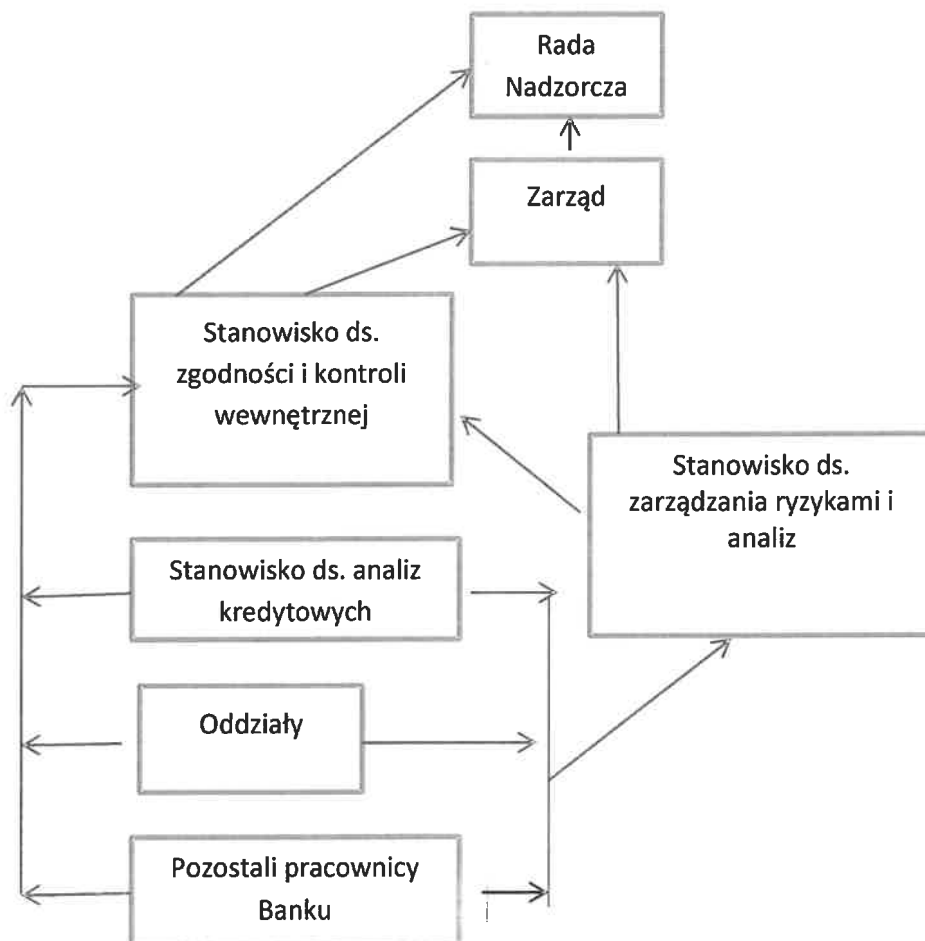 Rada
Nadzorcza
Zarząd
Stanowisko ds.
zgodności i kontroli
wewnętrznej
Stanowisko ds.
zarządzania ryzykami i
analiz
Stanowisko ds. analiz
kredytowych
Oddziały
Pozostali pracownicy
Banku